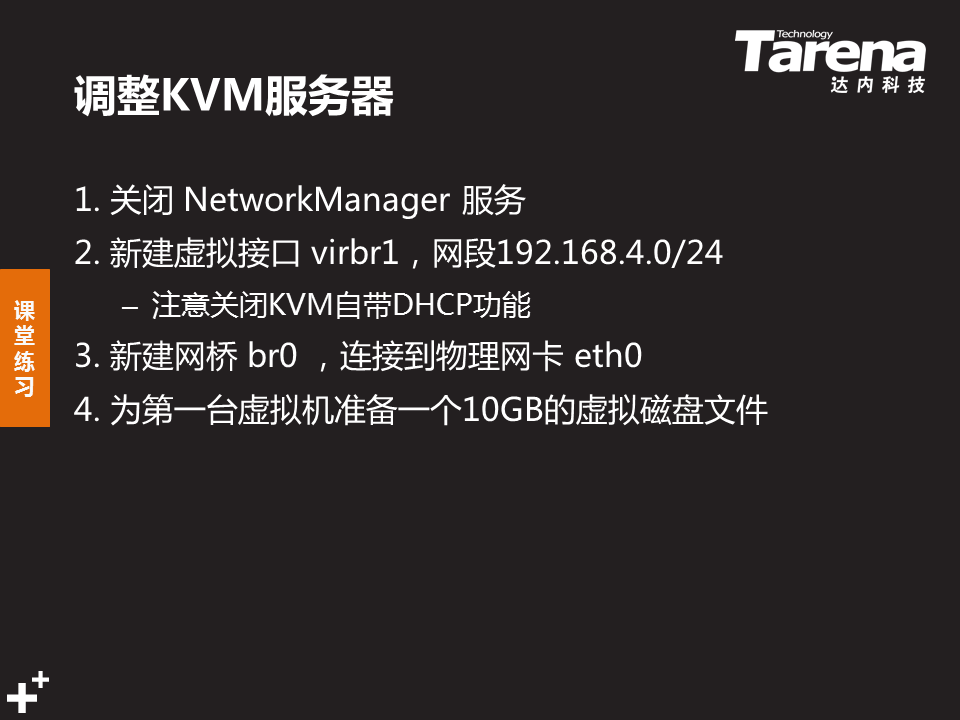 Technology
Tarena
达内科技
调整KVM服务器
1. 关闭 NetworkManager 服务
2. 新建虚拟接口 virbr1，网段192.168.4.0/24
– 注意关闭KVM自带DHCP功能
课堂练习
3. 新建网桥 br0 ，连接到物理网卡 eth0
4. 为第一台虚拟机准备一个10GB的虚拟磁盘文件